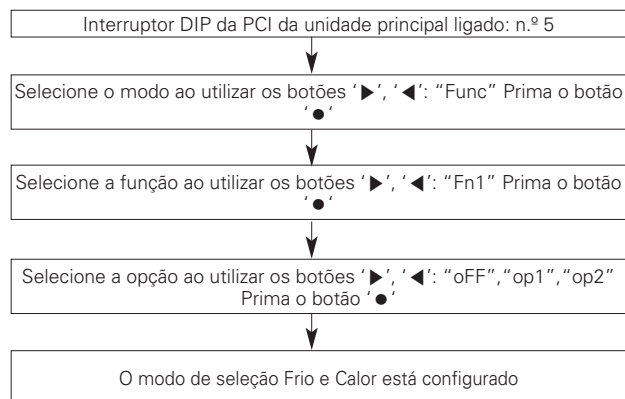 Interruptor DIP da PCI da unidade principal ligado: n.º 5
Selecione o modo ao utilizar os botões ‘▶’, ‘◀’: “Func” Prima o botão
‘●‘
Selecione a função ao utilizar os botões ‘▶’, ‘◀’: “Fn1” Prima o botão
‘●‘
Selecione a opção ao utilizar os botões ‘▶’, ‘◀’: “oFF”,“op1”,“op2”
Prima o botão ‘●‘
O modo de seleção Frio e Calor está configurado